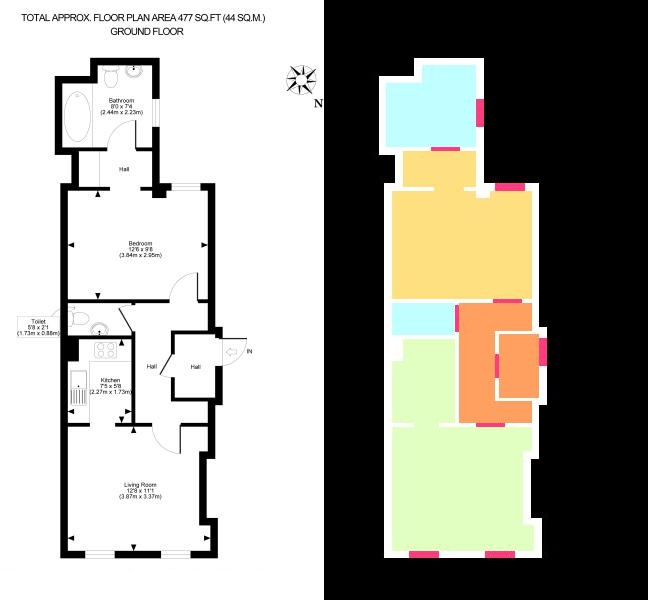 TOTAL APPROX. FLOOR PLAN AREA 477 SQ.FT (44 SQ.M.)
GROUND FLOOR
N
Bathroom
8'0 x 7'4
(2.44m x 2.23m)
Hall
Bedroom
12'6 x 9'8
(3.84m x 2.95m)
Toilet
5'8 x 2'1
(1.73m x 0.88m)
IN
Hall
Hall
Kitchen
7'5 x 5'8
(2.27m x 1.73m)
Living Room
12'8 x 11'1
(3.87m x 3.37m)